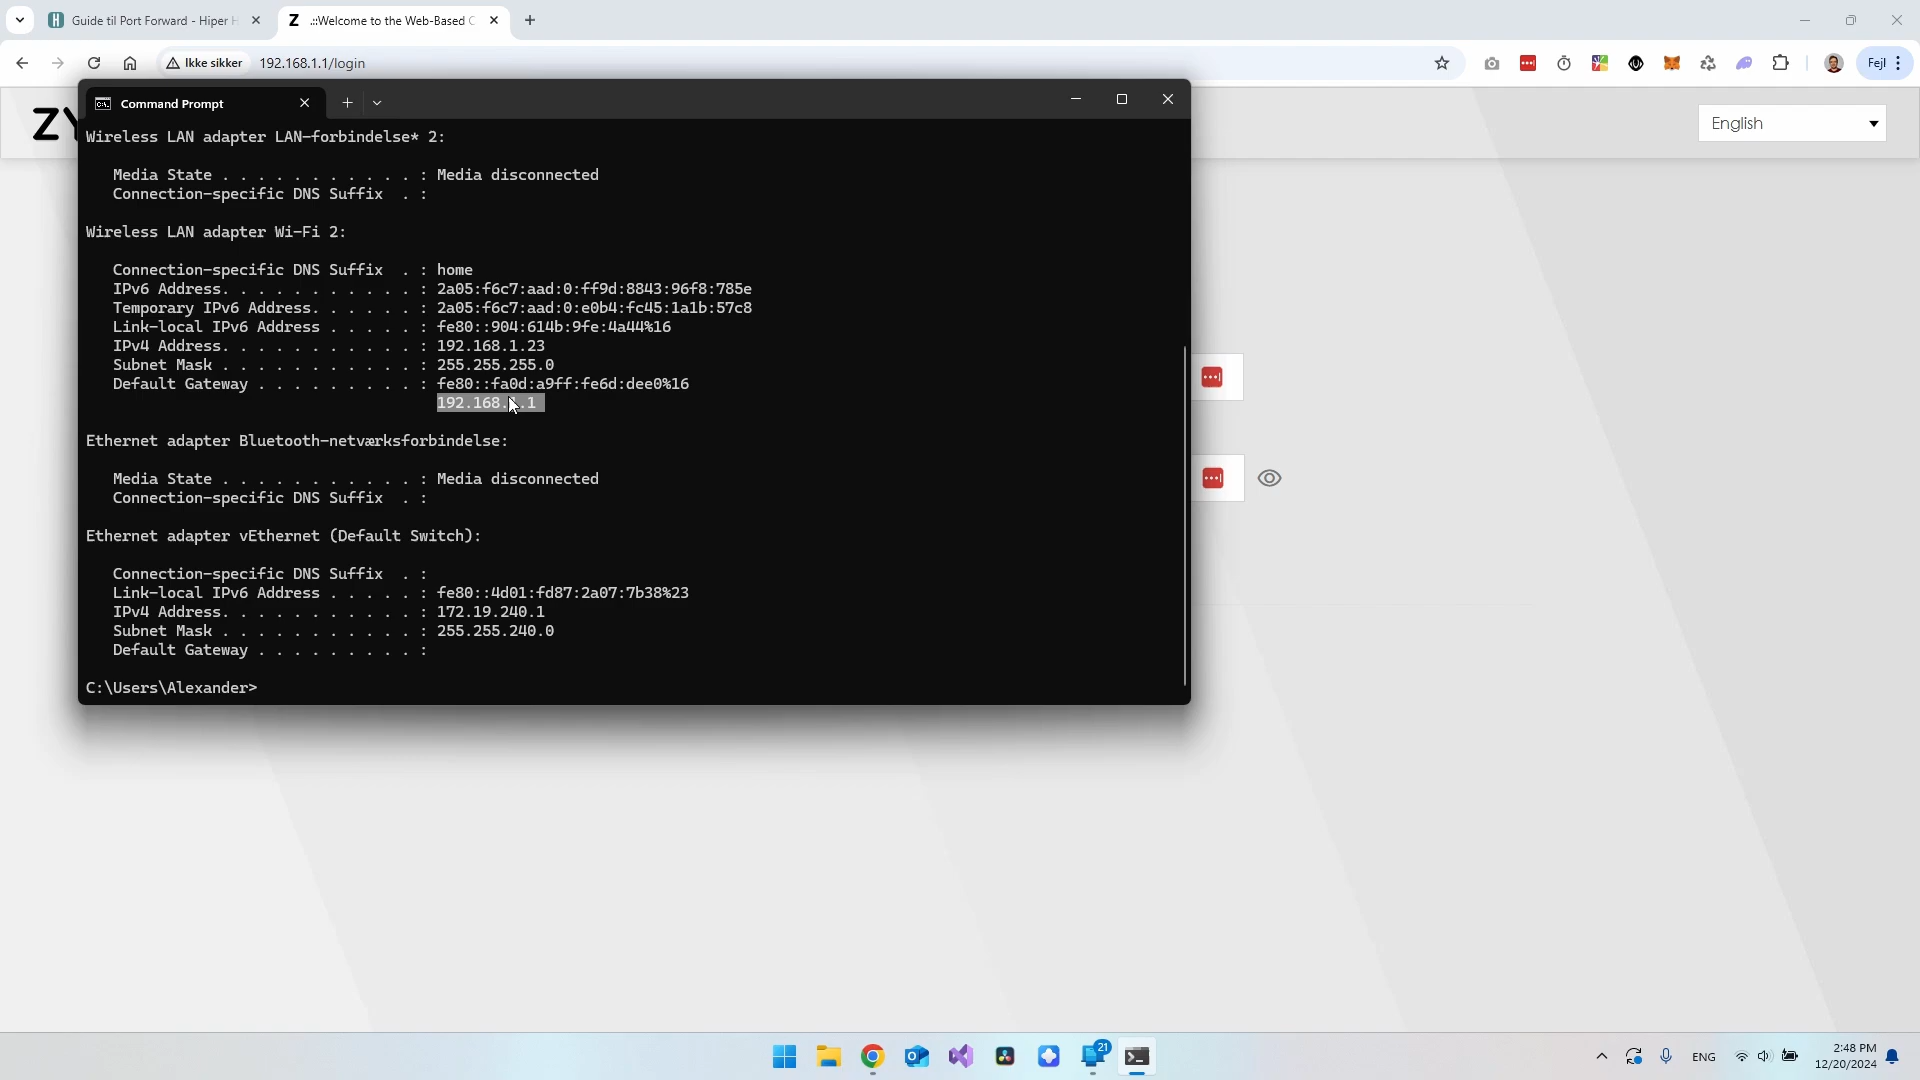 Guide til Port Forward - Hiper H
.::Welcome to the Web-Based C
Ikke sikker
192.168.1.1/login
Fejl
ZY
English
Command Prompt
Wireless LAN adapter LAN-forbindelse* 2:
Media State . . . . . . . . . . . : Media disconnected
Connection-specific DNS Suffix  . :
Wireless LAN adapter Wi-Fi 2:
Connection-specific DNS Suffix  . : home
IPv6 Address. . . . . . . . . . . : 2a05:f6c7:aad:0:ff9d:8843:96f8:785e
Temporary IPv6 Address. . . . . . : 2a05:f6c7:aad:0:e0b4:fc45:1a1b:57c8
Link-local IPv6 Address . . . . . : fe80::904:614b:9fe:4a44%16
IPv4 Address. . . . . . . . . . . : 192.168.1.23
Subnet Mask . . . . . . . . . . . : 255.255.255.0
Default Gateway . . . . . . . . . : fe80::fa0d:a9ff:fe6d:dee0%16
192.168.1.1
Ethernet adapter Bluetooth-netværksforbindelse:
Media State . . . . . . . . . . . : Media disconnected
Connection-specific DNS Suffix  . :
Ethernet adapter vEthernet (Default Switch):
Connection-specific DNS Suffix  . :
Link-local IPv6 Address . . . . . : fe80::4d01:fd87:2a07:7b38%23
IPv4 Address. . . . . . . . . . . : 172.19.240.1
Subnet Mask . . . . . . . . . . . : 255.255.240.0
Default Gateway . . . . . . . . . :
C:\Users\Alexander>
21
ENG
2:48 PM
12/20/2024